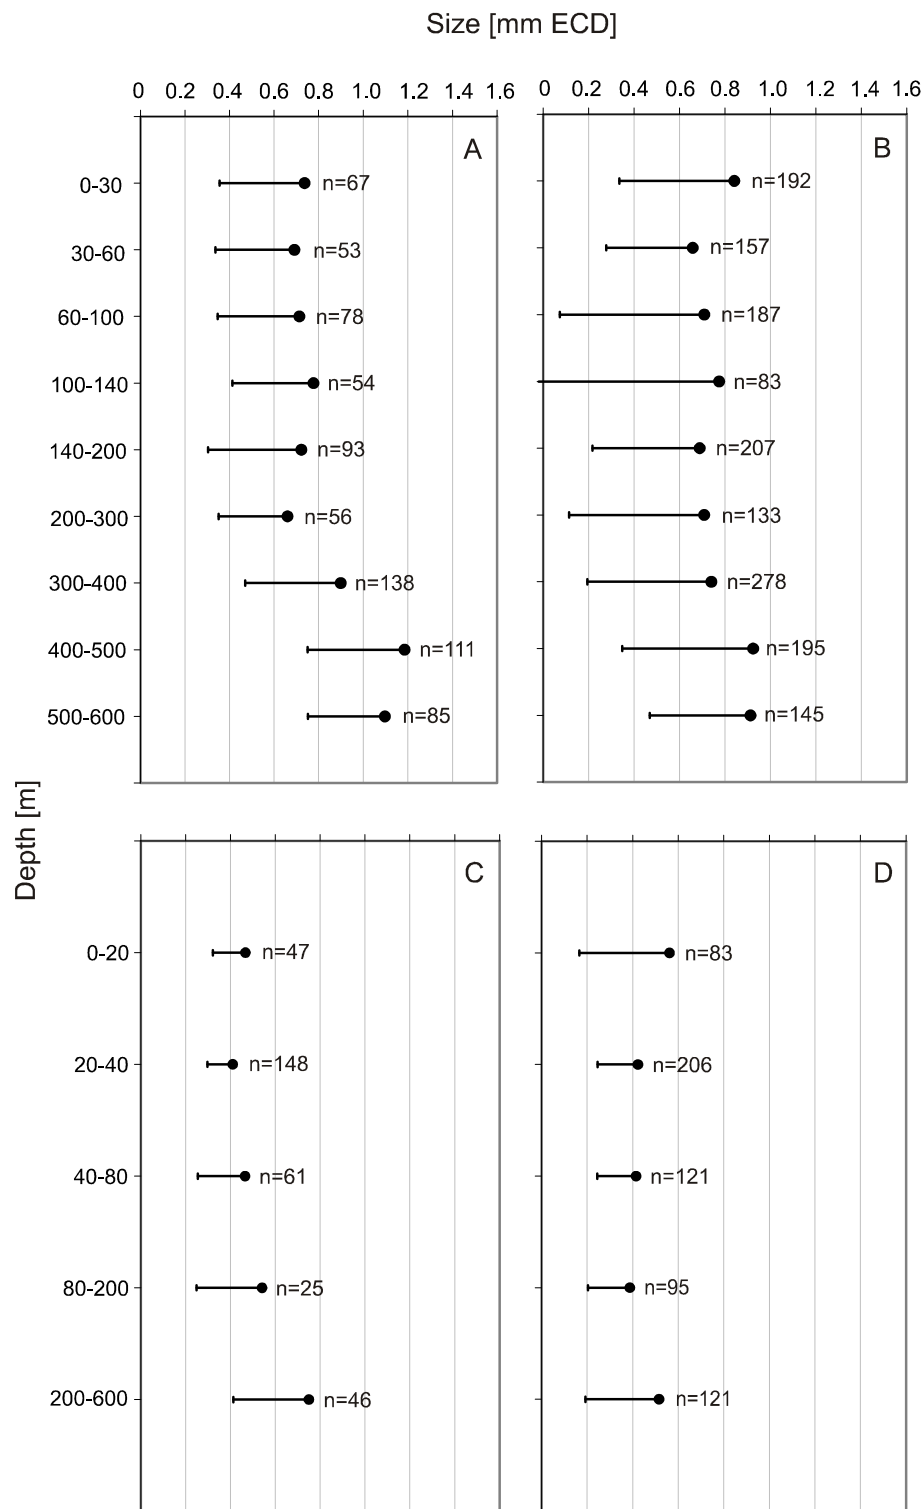 Size [mm ECD]
0 0.2 0.4 0.6 0.8 1.0 1.2 1.4 1.6
0 0.2 0.4 0.6 0.8 1.0 1.2 1.4 1.6
A
B
0-30 n=67 n=192
30-60 n=53 n=157
60-100 n=78 n=187
100-140 n=54 n=83
140-200 n=93 n=207
200-300 n=56 n=133
300-400 n=138 n=278
400-500 n=111 n=195
500-600 n=85 n=145
Depth [m]
C
D
0-20 n=47 n=83
20-40 n=148 n=206
40-80 n=61 n=121
80-200 n=25 n=95
200-600 n=46 n=121